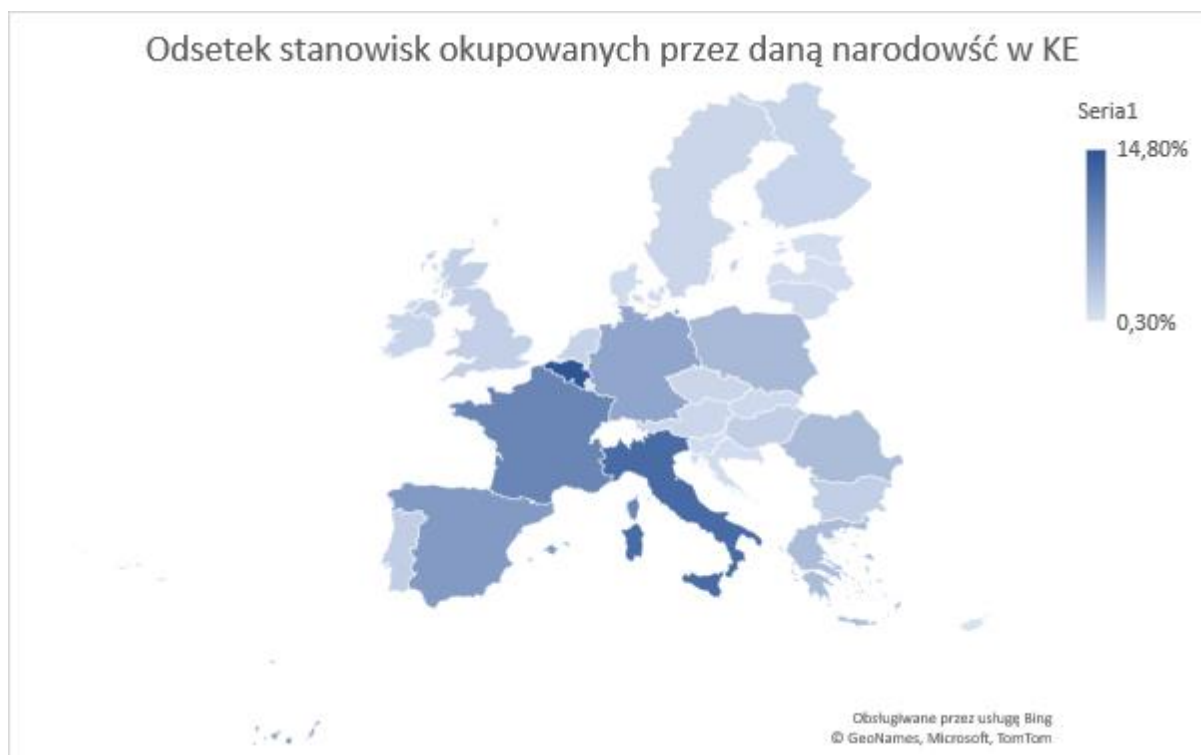 Odsetek stanowisk okupowanych przez daną narodowść w KE
Seria1
14,80%
0,30%
Obsługiwane przez usługę Bing
© GeoNames, Microsoft, TomTom